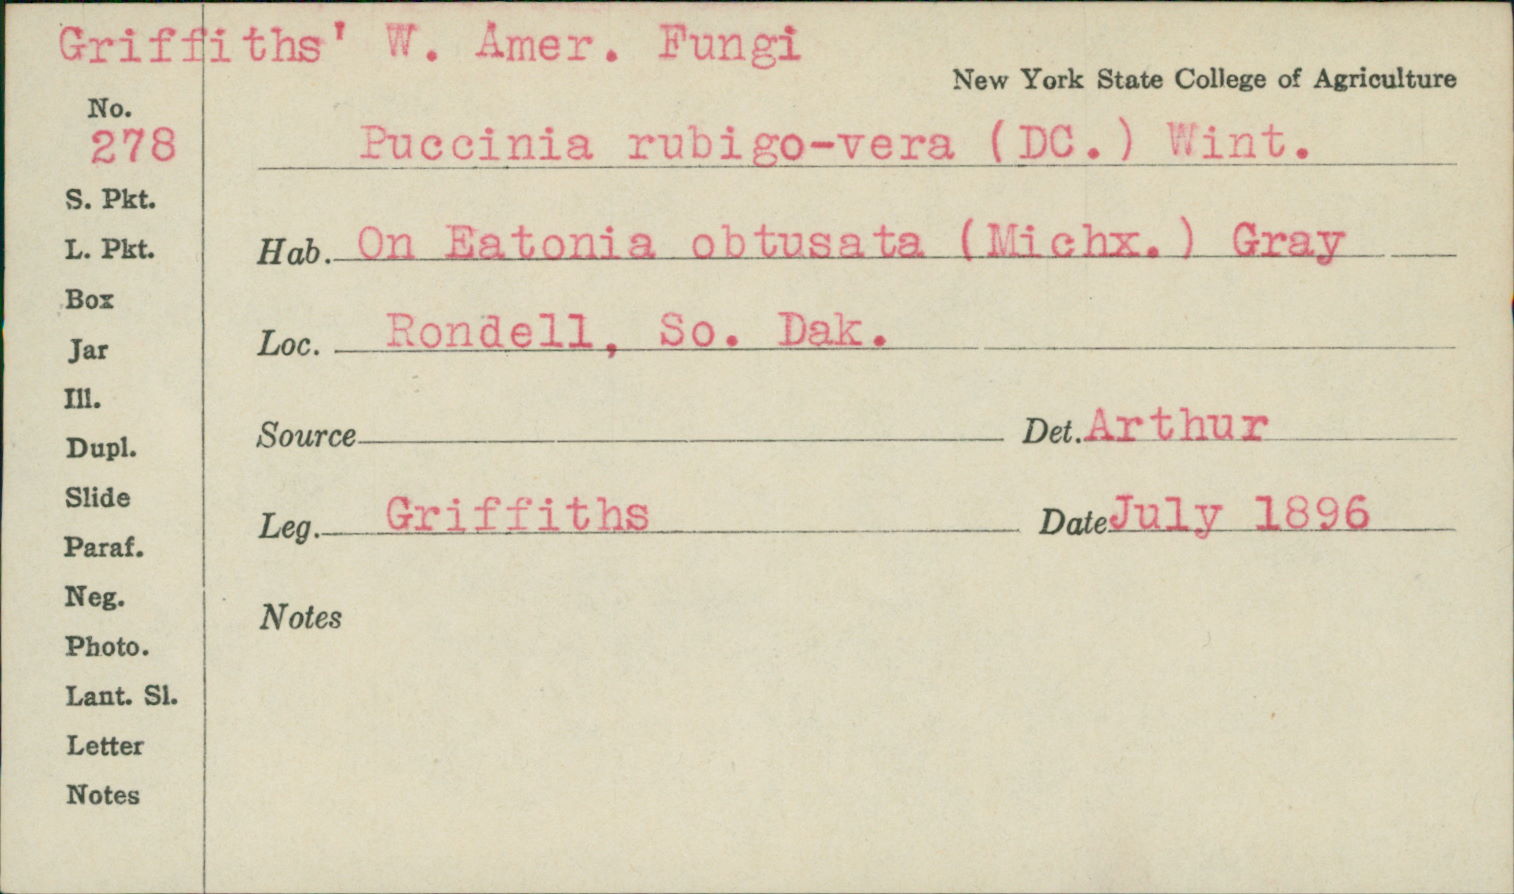 Griffiths' W. Amer. Fungi
New York State College of Agriculture
No.
278
Puccinia rubigo-vera (DC.) Wint.
S. Pkt.
L. Pkt.
Hab. On Eatonia obtusata (Michx.) Gray
Box
Jar
Loc. Rondell, So. Dak.
Ill.
Dupl.
Source Det. Arthur
Slide
Leg. Griffiths Date July 1896
Paraf.
Neg.
Notes
Photo.
Lant. Sl.
Letter
Notes